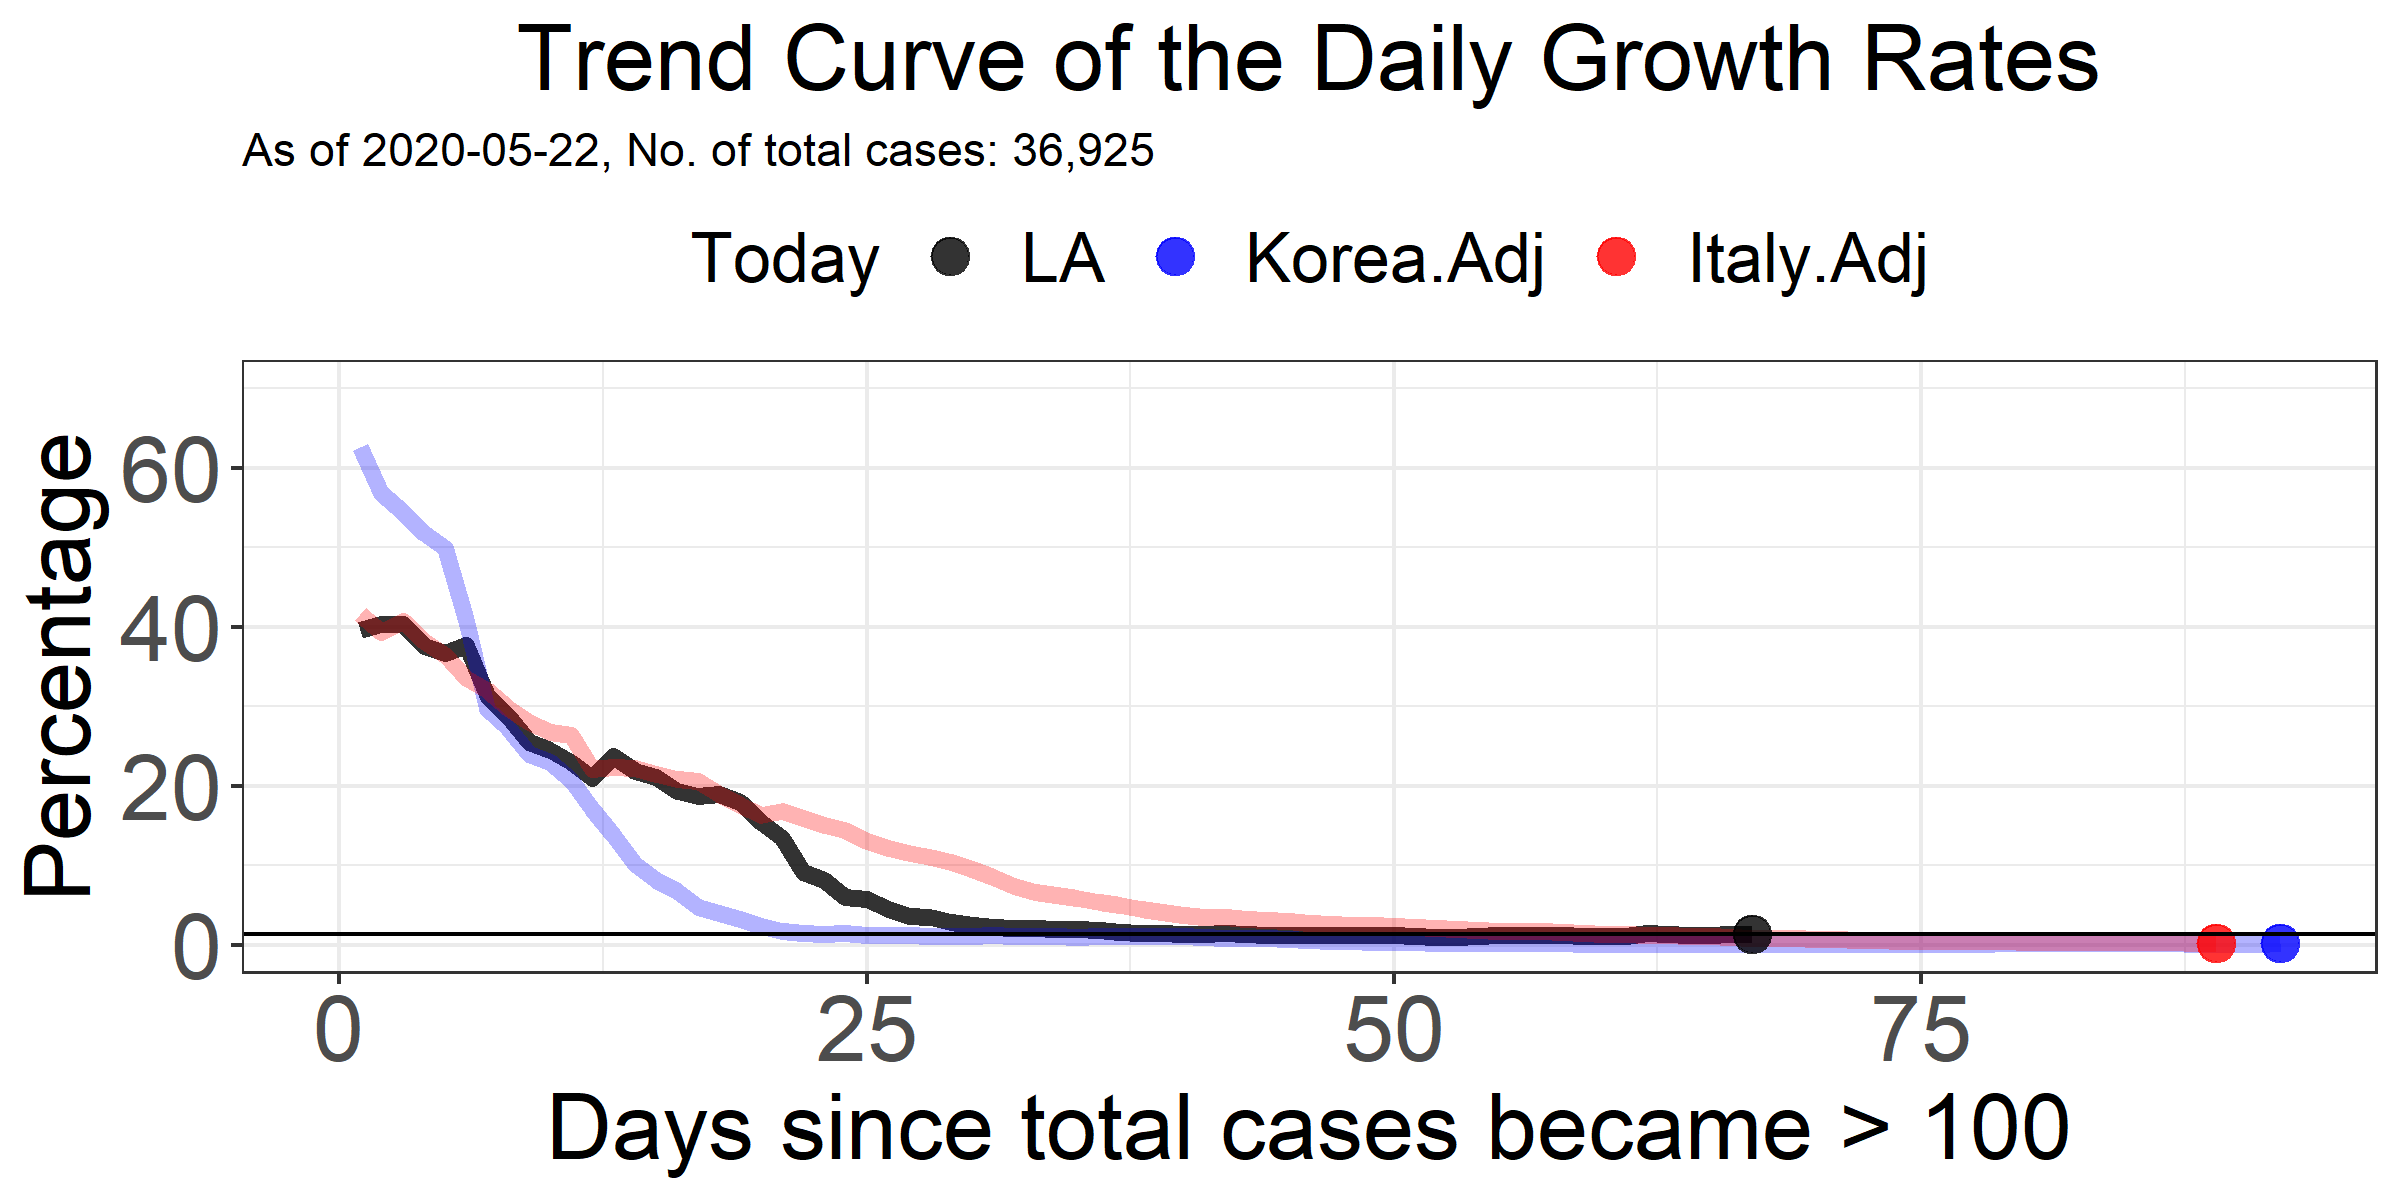 Trend Curve of the Daily Growth Rates
As of 2020-05-22, No. of total cases: 36,925
Today LA Korea.Adj Italy.Adj
Percentage
60
40
20
0
0 25 50 75
Days since total cases became > 100